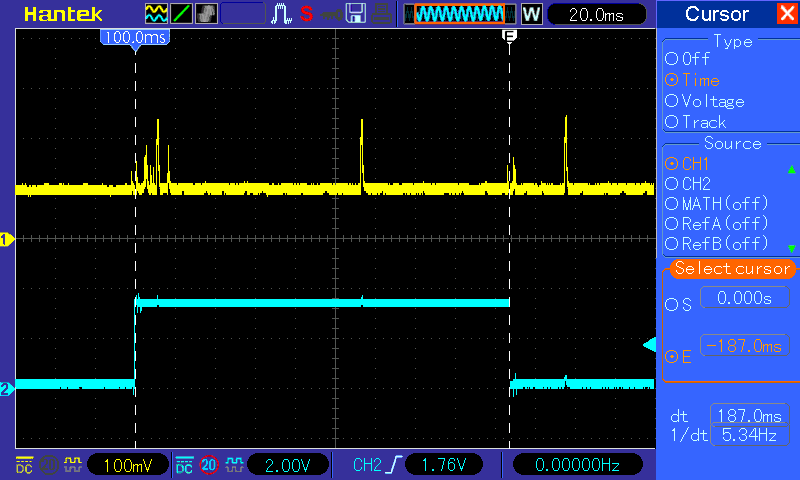 Hantek S W 20.0ms Cursor
100.0ms E
Type
Off
Time
Voltage
Track
Source
CH1
CH2
MATH(off)
RefA(off)
RefB(off)
Select cursor
S 0.000s
E -187.0ms
dt 187.0ms
1/dt 5.34Hz
1
2
DC 20 100mV DC 20 2.00V CH2 1.76V 0.00000Hz